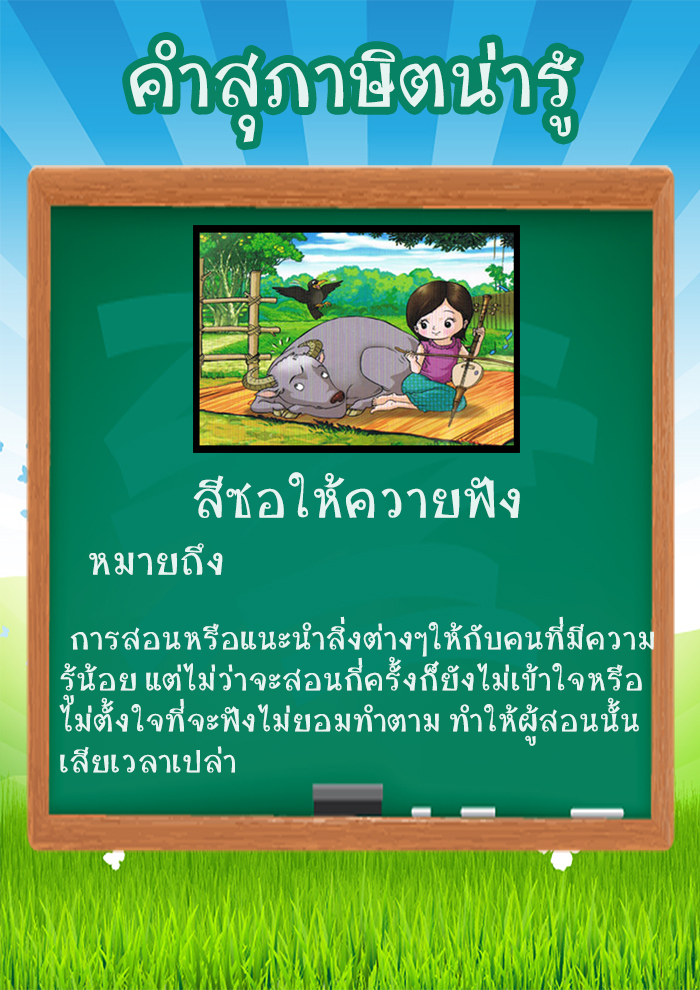 คำสุภาษิตน่ารู้
สีซอให้ควายฟัง
หมายถึง
การสอนหรือแนะนำสิ่งต่างๆให้กับคนที่มีความ
รู้น้อย แต่ไม่ว่าจะสอนกี่ครั้งก็ยังไม่เข้าใจหรือ
ไม่ตั้งใจที่จะฟังไม่ยอมทำตาม ทำให้ผู้สอนนั้น
เสียเวลาเปล่า